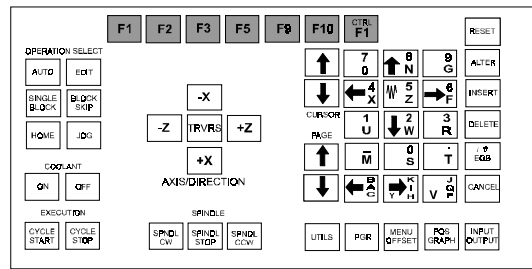 F1 F2 F3 F5 F9 F10 CTRL F1
RESET
OPERATION SELECT
AUTO EDIT
7 0 8 N 9 G
ALTER
SINGLE BLOCK BLOCK SKIP
-X
4 X 5 Z 6 F
INSERT
HOME JOG
-Z TRVRS +Z
CURSOR
1 U 2 W 3 R
DELETE
PAGE
+X
AXIS/DIRECTION
COOLANT
ON OFF
- M 0 S . T
/ # EOB
B A C Y K I H V J Q P
CANCEL
EXECUTION
SPINDLE
CYCLE START CYCLE STOP
SPNDL CW SPNDL STOP SPNDL CCW
UTILS PGR MENU OFFSET POS GRAPH INPUT OUTPUT